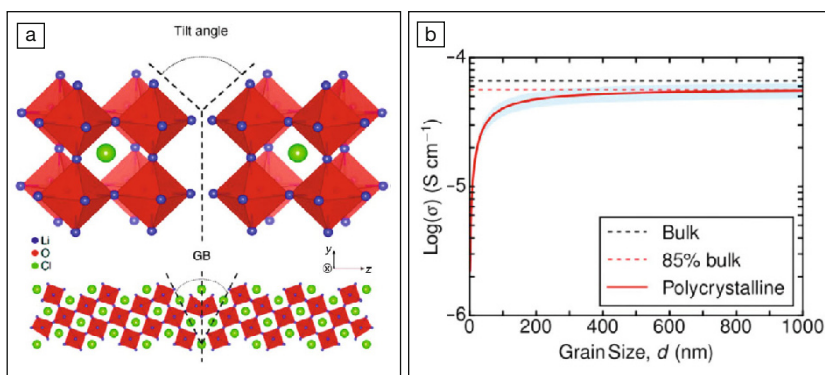 a
Tilt angle
GB
Li
O
Cl
y
x
z
b
Log(σ) (S cm⁻¹)
−4
−5
−6
0
200
400
600
800
1000
Bulk
85% bulk
Polycrystalline
Grain Size, d (nm)